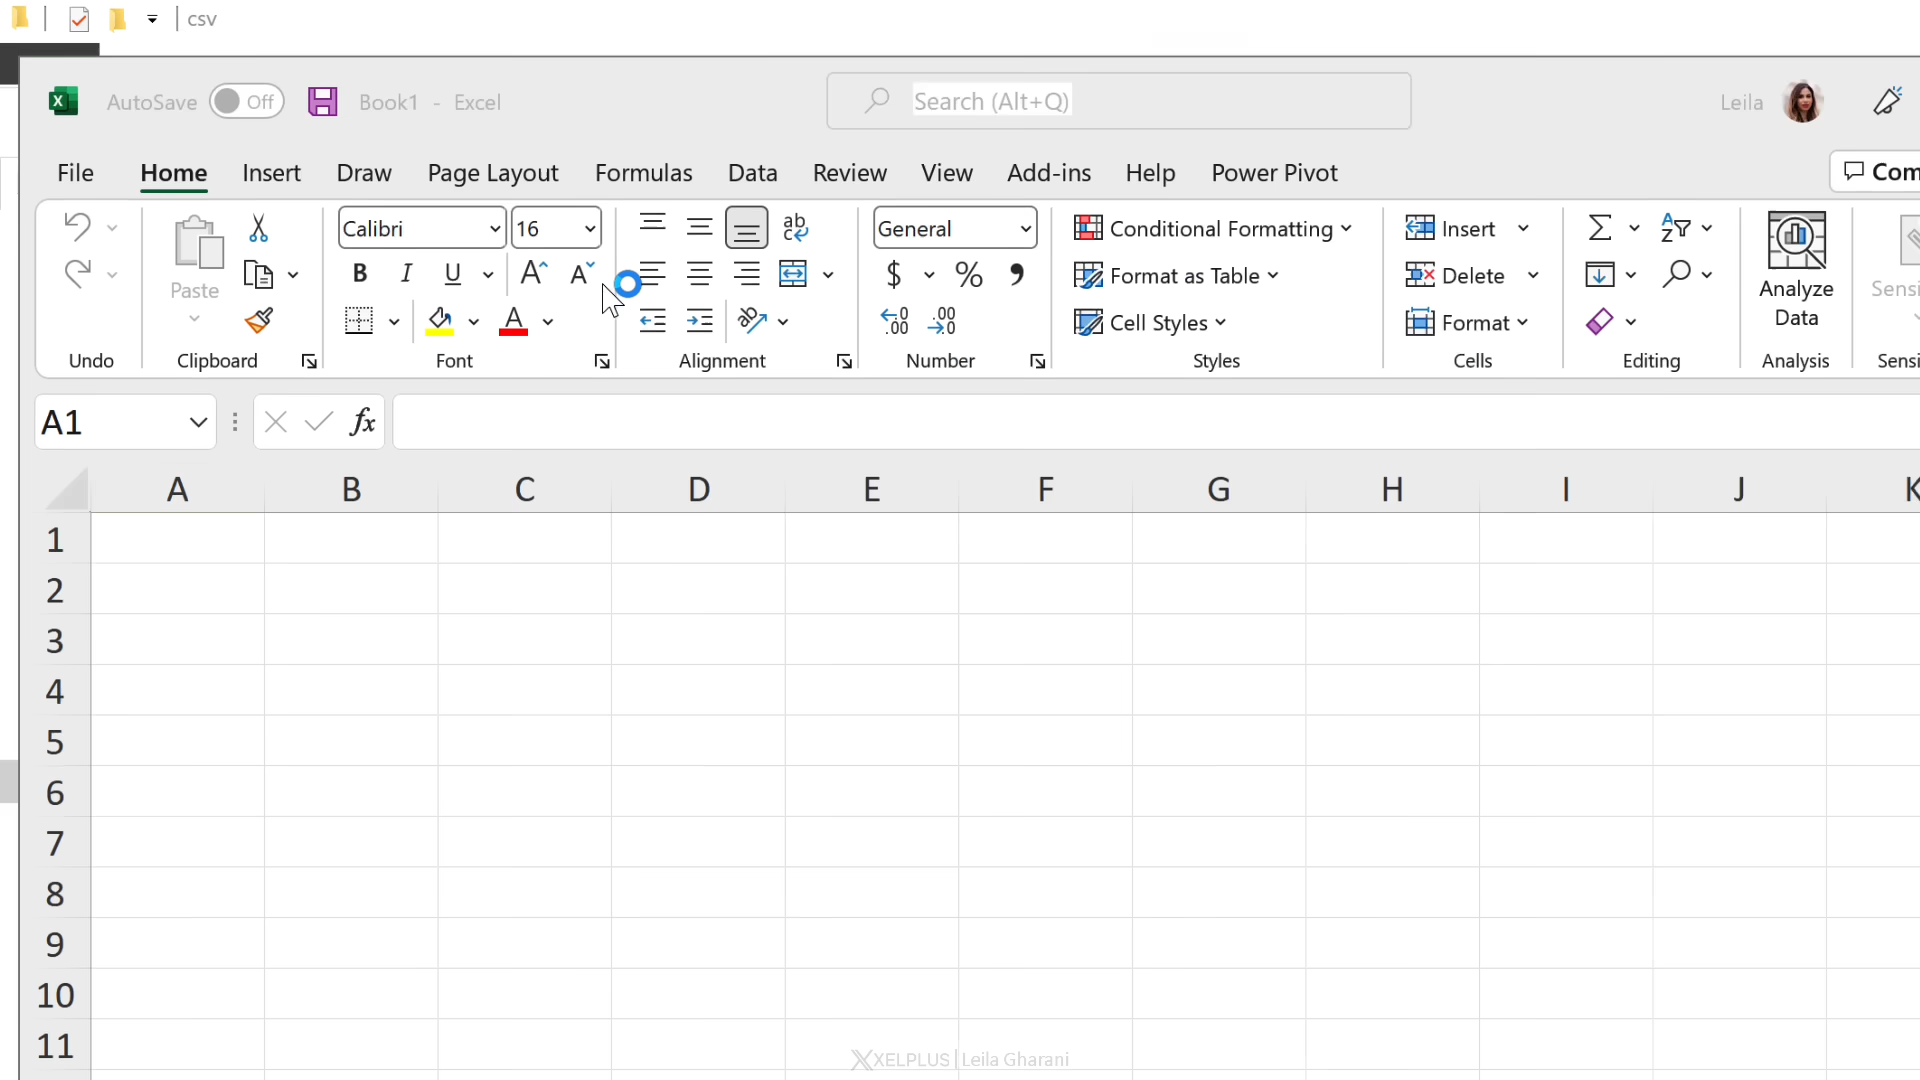 csv
AutoSave Off Book1 - Excel Search (Alt+Q) Leila
File Home Insert Draw Page Layout Formulas Data Review View Add-ins Help Power Pivot Com
Calibri 16 ab General Conditional Formatting Insert
B I U A A $ % Format as Table Delete
Paste A .00 .00 Cell Styles Format Analyze Data Sensi
Undo Clipboard Font Alignment Number Styles Cells Editing Analysis Sensi
A1 fx
A B C D E F G H I J K
1
2
3
4
5
6
7
8
9
10
11
XELPLUS | Leila Gharani